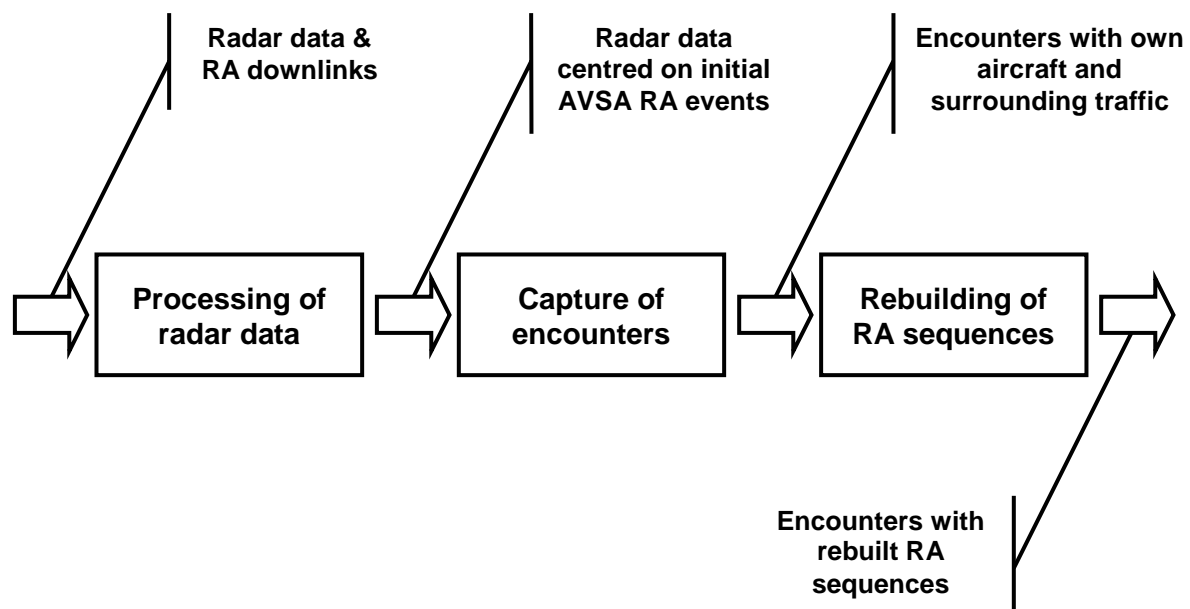 Radar data &
RA downlinks
Radar data
centred on initial
AVSA RA events
Encounters with own
aircraft and
surrounding traffic
Processing of
radar data
Capture of
encounters
Rebuilding of
RA sequences
Encounters with
rebuilt RA
sequences